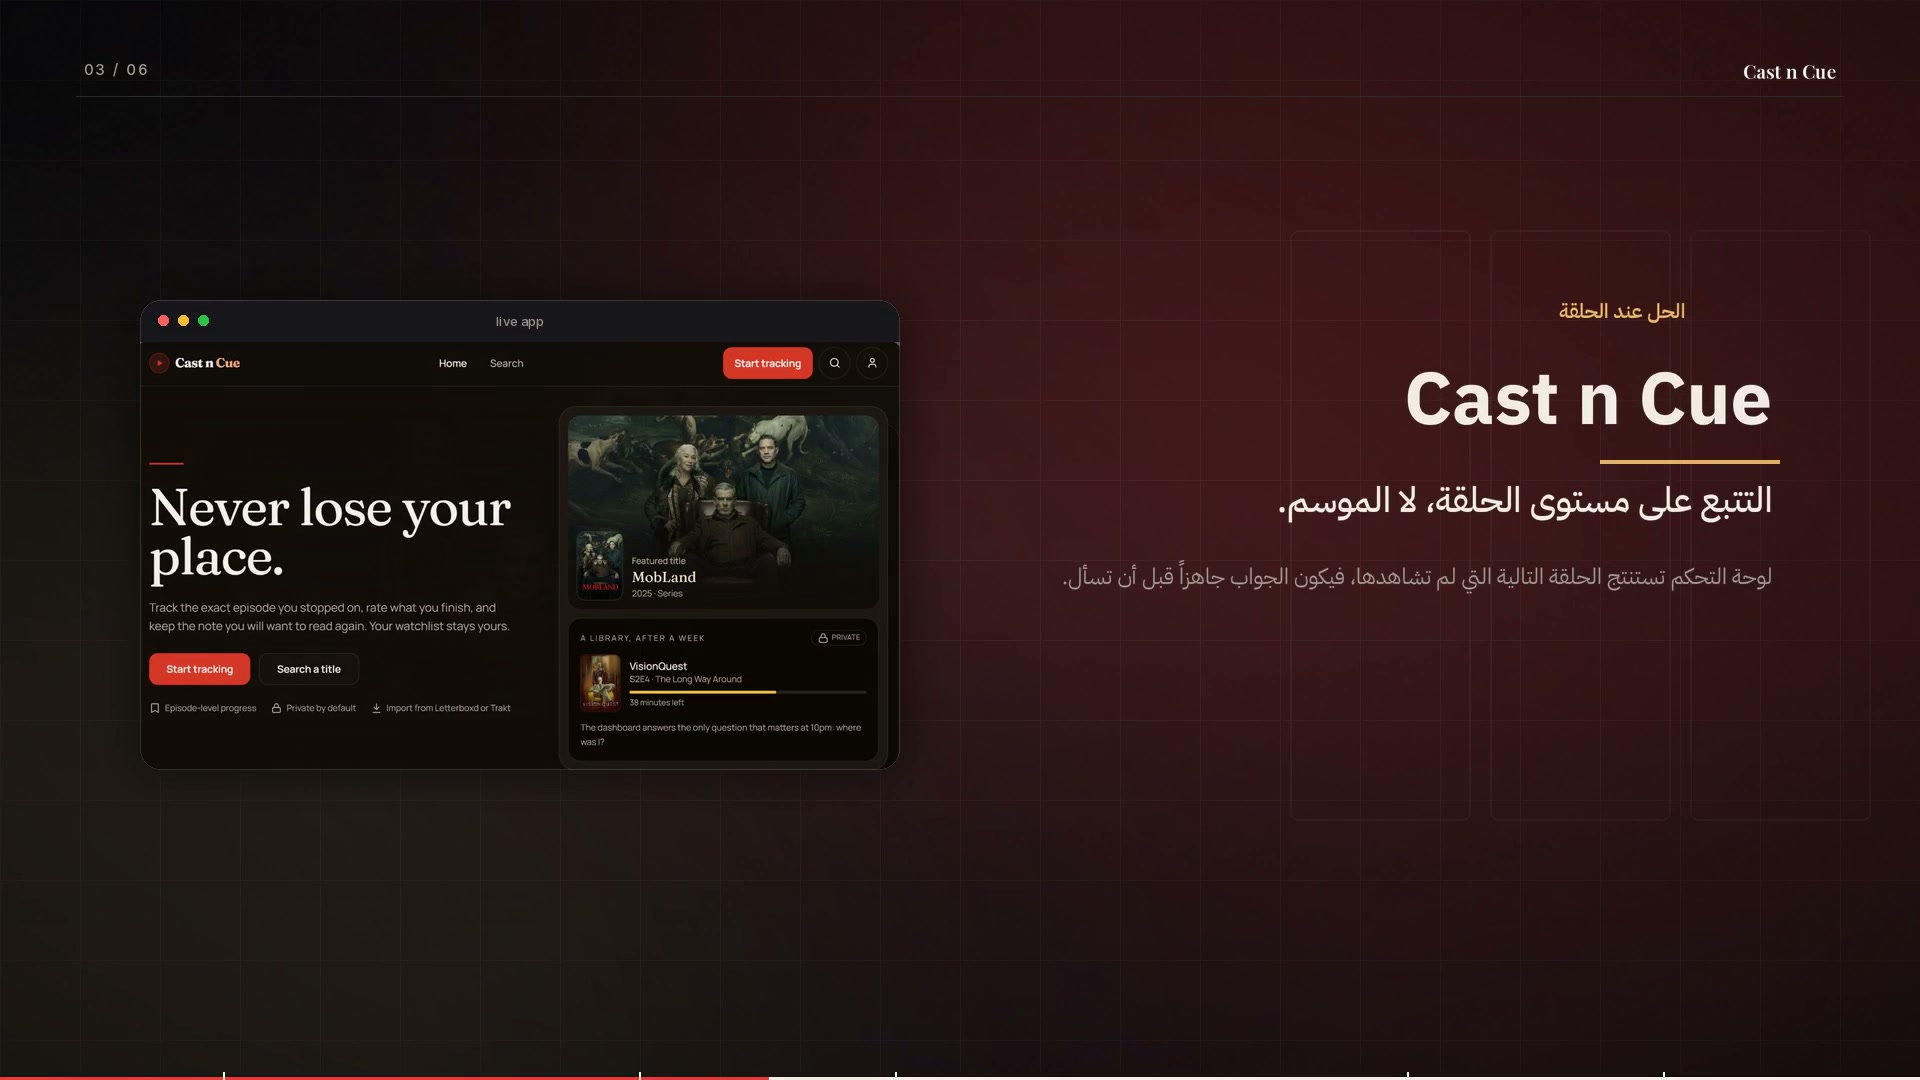 03 / 06
Cast n Cue
الحل عند الحلقة
Cast n Cue
التتبع على مستوى الحلقة، لا الموسم.
لوحة التحكم تستنتج الحلقة التالية التي لم تشاهدها، فيكون الجواب جاهزاً قبل أن تسأل.
live app
Cast n Cue
Home
Search
Start tracking
Never lose your
place.
Track the exact episode you stopped on, rate what you finish, and
keep the note you will want to read again. Your watchlist stays yours.
Start tracking
Search a title
Episode-level progress
Private by default
Import from Letterboxd or Trakt
MOBLAND
Featured title
MobLand
2025 · Series
A LIBRARY, AFTER A WEEK
PRIVATE
VISION QUEST
VisionQuest
S2E4 · The Long Way Around
38 minutes left
The dashboard answers the only question that matters at 10pm: where
was I?